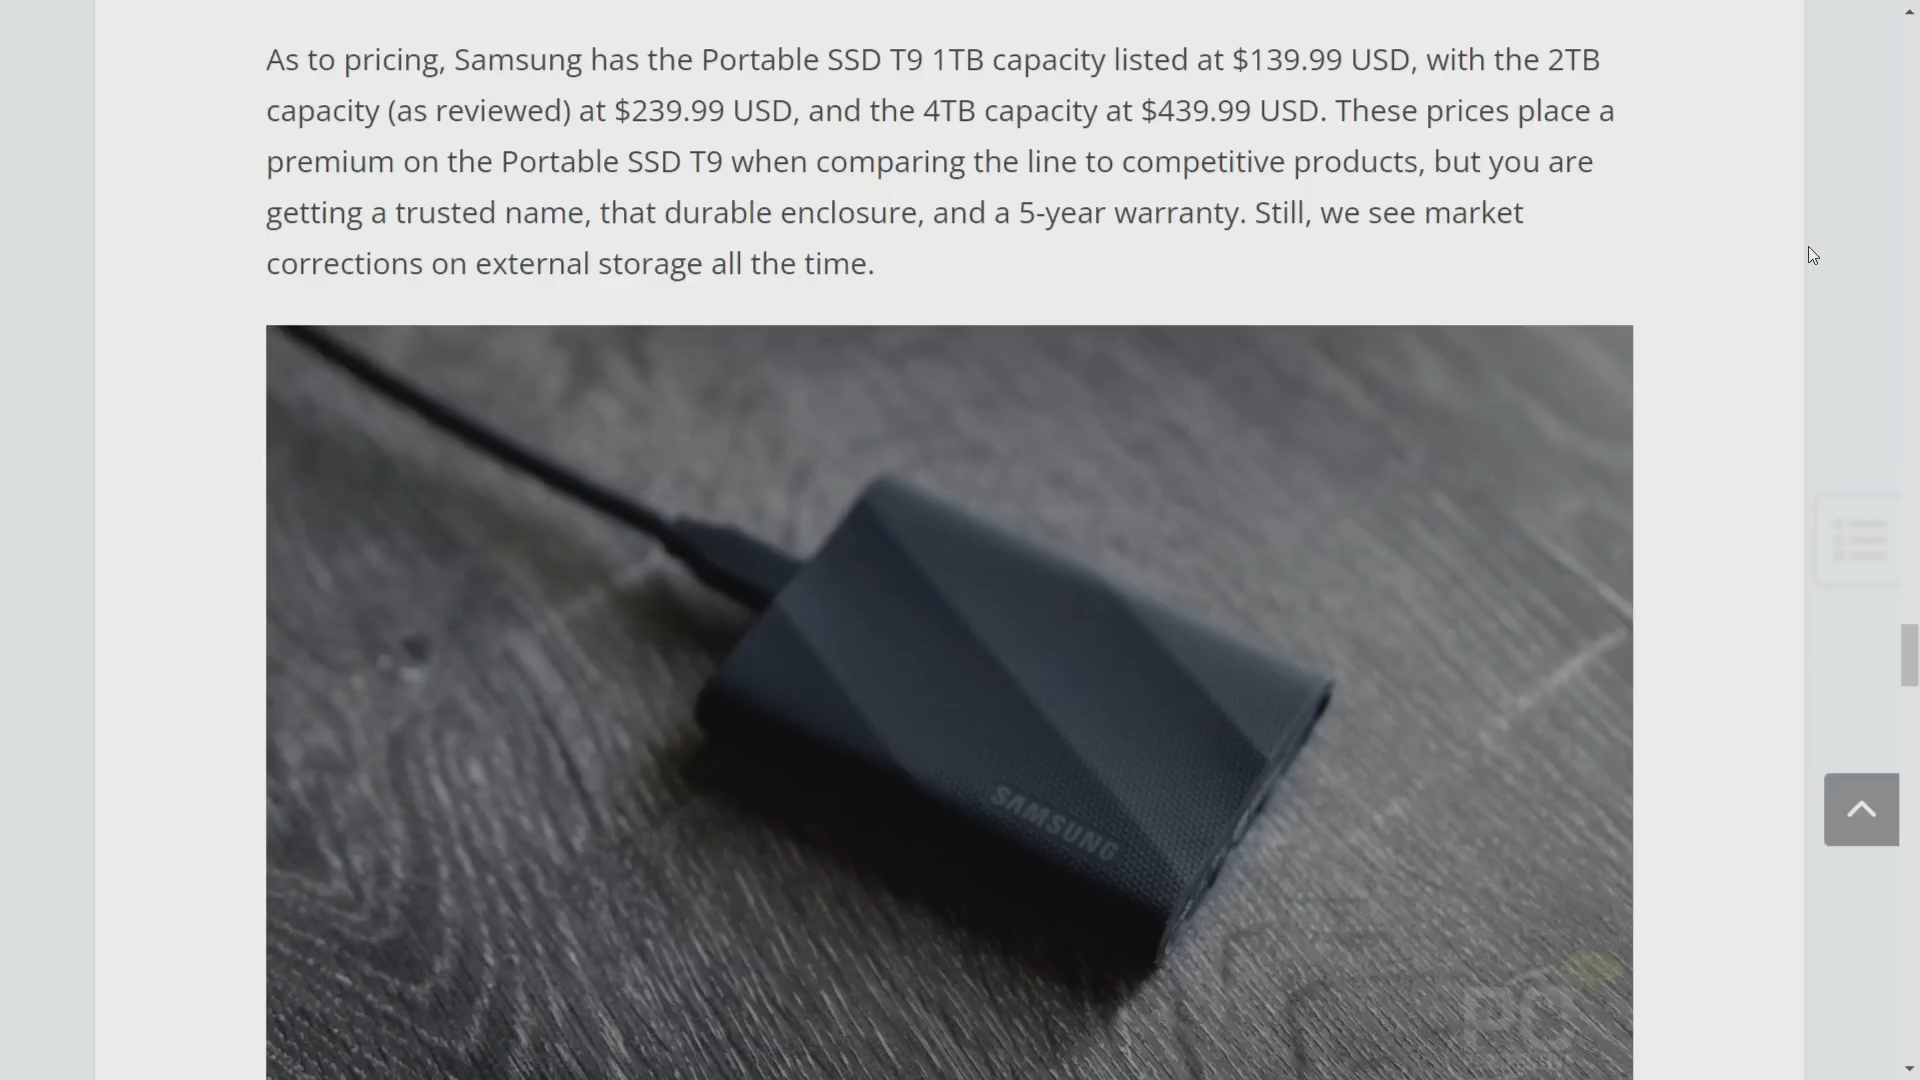 As to pricing, Samsung has the Portable SSD T9 1TB capacity listed at $139.99 USD, with the 2TB
capacity (as reviewed) at $239.99 USD, and the 4TB capacity at $439.99 USD. These prices place a
premium on the Portable SSD T9 when comparing the line to competitive products, but you are
getting a trusted name, that durable enclosure, and a 5-year warranty. Still, we see market
corrections on external storage all the time.
SAMSUNG
PC